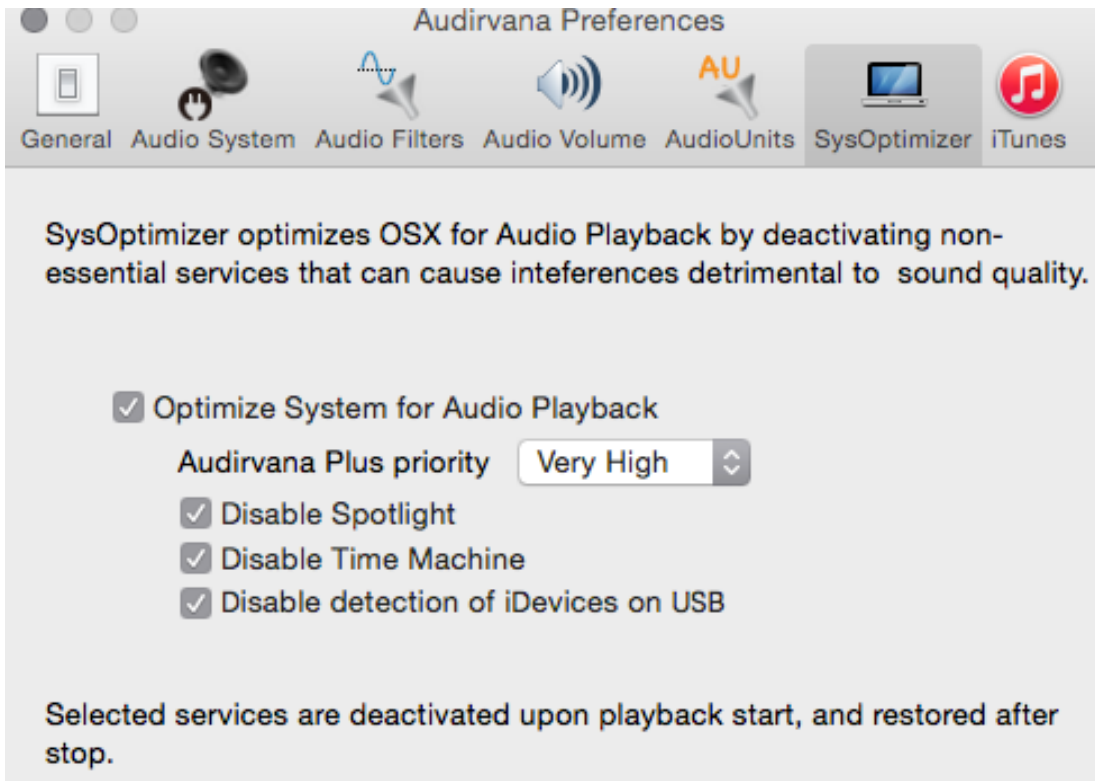 Audirvana Preferences
AU
General Audio System Audio Filters Audio Volume AudioUnits SysOptimizer iTunes
SysOptimizer optimizes OSX for Audio Playback by deactivating non-
essential services that can cause inteferences detrimental to  sound quality.
Optimize System for Audio Playback
Audirvana Plus priority Very High
Disable Spotlight
Disable Time Machine
Disable detection of iDevices on USB
Selected services are deactivated upon playback start, and restored after
stop.